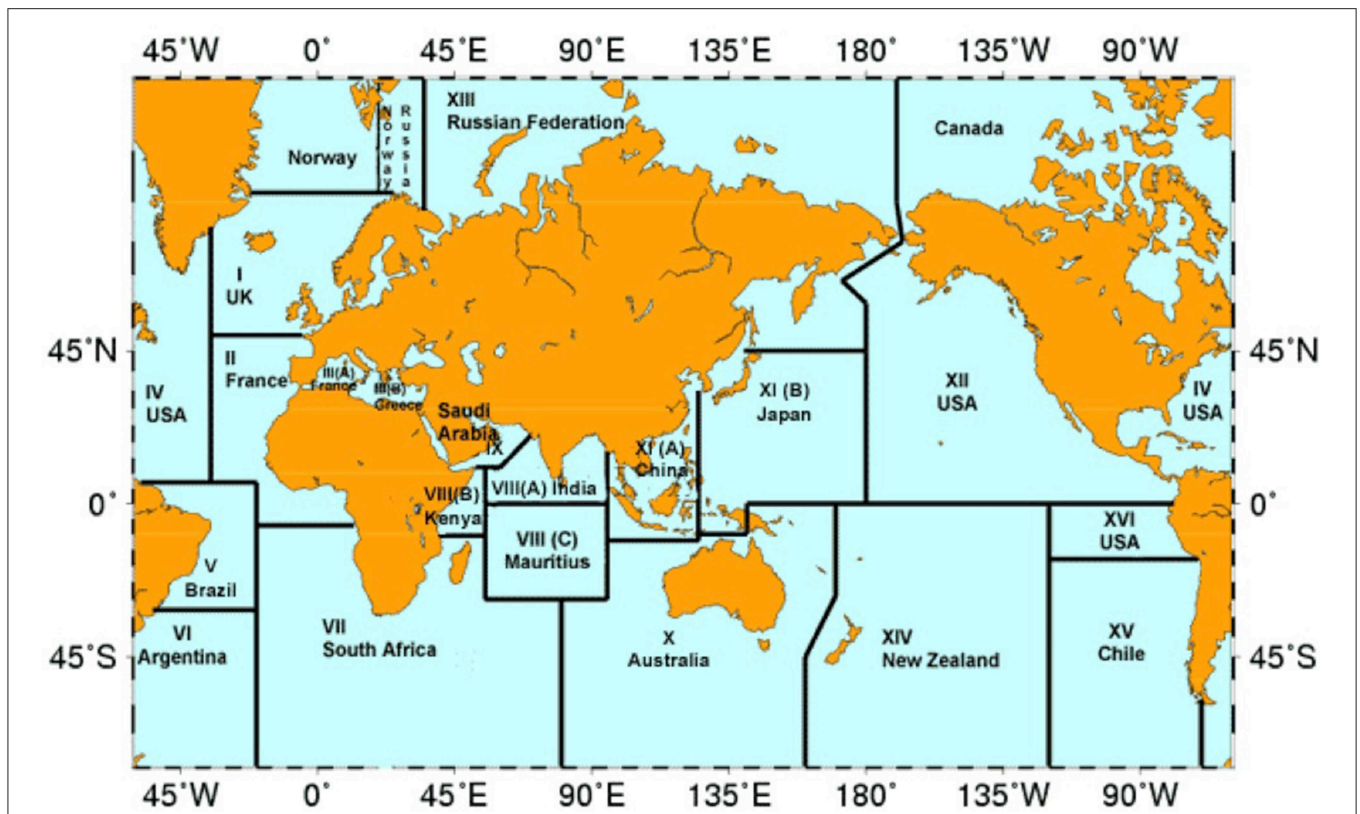 45°W 0° 45°E 90°E 135°E 180° 135°W 90°W
XIII
Russian Federation
Norway
Russia
Norway
Canada
I
UK
45°N
45°N
II
France
III(A)
France
III(B)
Greece
IV
USA
Saudi
Arabia
IX
XI (A)
China
XI (B)
Japan
XII
USA
IV
USA
VIII(A) India
VIII(B)
Kenya
0°
0°
VIII (C)
Mauritius
XVI
USA
V
Brazil
VI
Argentina
VII
South Africa
X
Australia
XIV
New Zealand
XV
Chile
45°S
45°S
45°W 0° 45°E 90°E 135°E 180° 135°W 90°W